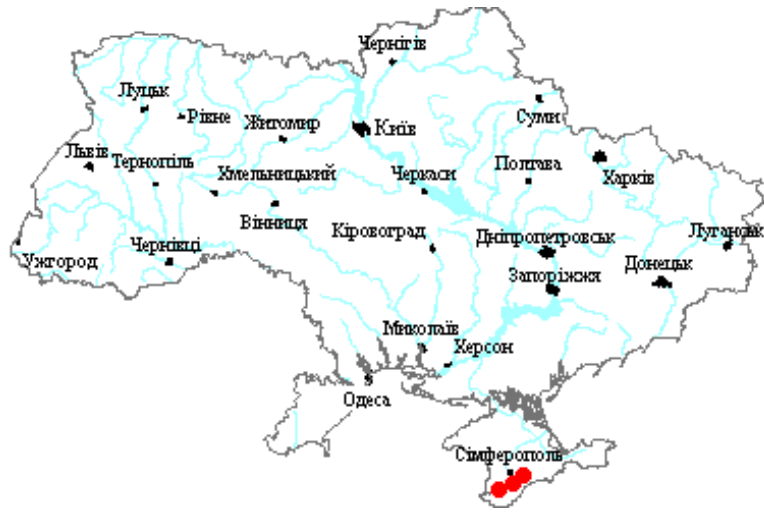 Чернігів
Луцьк
Рівне
Житомир
Київ
Суми
Львів
Тернопіль
Хмельницький
Черкаси
Полтава
Харків
Вінниця
Кіровоград
Дніпропетровськ
Луганськ
Ужгород
Чернівці
Запоріжжя
Донецьк
Миколаїв
Херсон
Одеса
Сімферополь